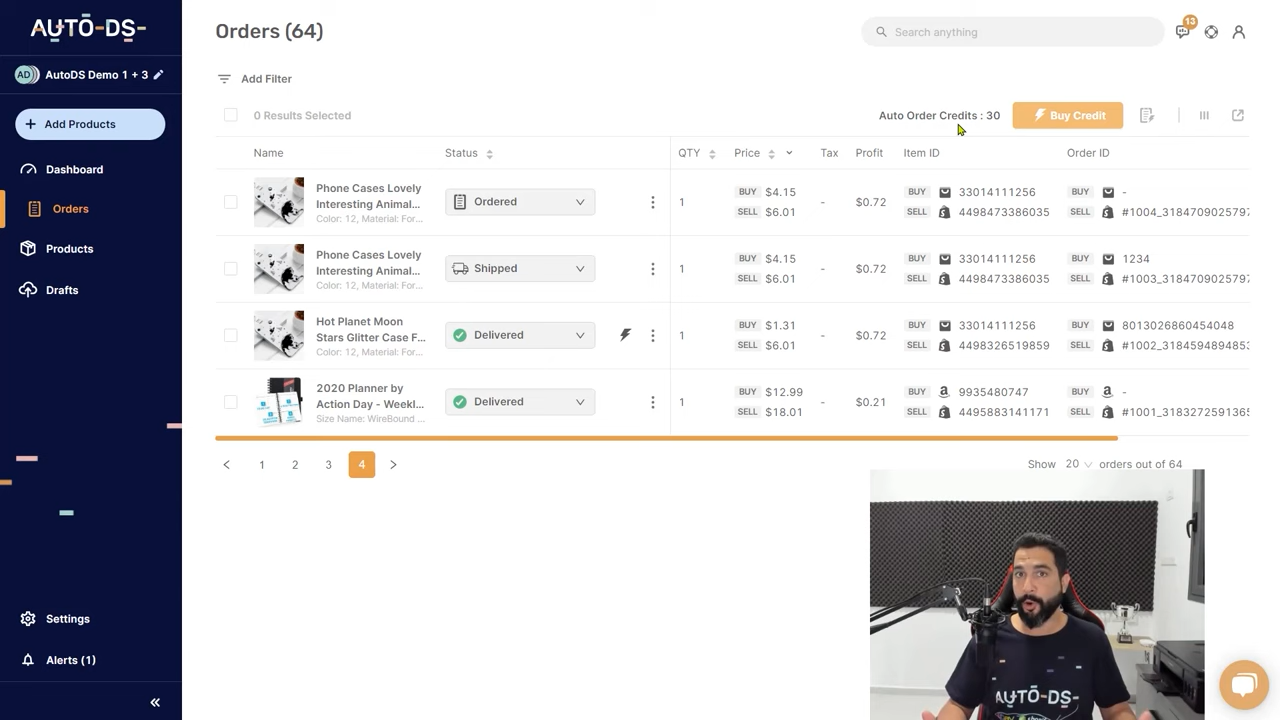 AUTO-DS-
Orders (64)
Search anything
13
AD
AutoDS Demo 1 + 3
Add Filter
Add Products
0 Results Selected
Auto Order Credits : 30
Buy Credit
Name
Status
QTY
Price
Tax
Profit
Item ID
Order ID
Dashboard
Orders
Products
Drafts
Phone Cases Lovely
Interesting Animal...
Color: 12, Material: For...
Ordered
1
BUY $4.15
SELL $6.01
-
$0.72
BUY 33014111256
SELL 4498473386035
BUY -
SELL #1004_3184709025797
Phone Cases Lovely
Interesting Animal...
Color: 12, Material: For...
Shipped
1
BUY $4.15
SELL $6.01
-
$0.72
BUY 33014111256
SELL 4498473386035
BUY 1234
SELL #1003_3184709025797
Hot Planet Moon
Stars Glitter Case F...
Color: 12, Material: For...
Delivered
1
BUY $1.31
SELL $6.01
-
$0.72
BUY 33014111256
SELL 4498326519859
BUY 8013026860454048
SELL #1002_3184594894853
2020 Planner by
Action Day - Weekl...
Size Name: WireBound ...
Delivered
1
BUY $12.99
SELL $18.01
-
$0.21
BUY 9935480747
SELL 4495883141171
BUY -
SELL #1001_3183272591365
1 2 3 4
Show 20 orders out of 64
Settings
Alerts (1)
AUTO-DS-